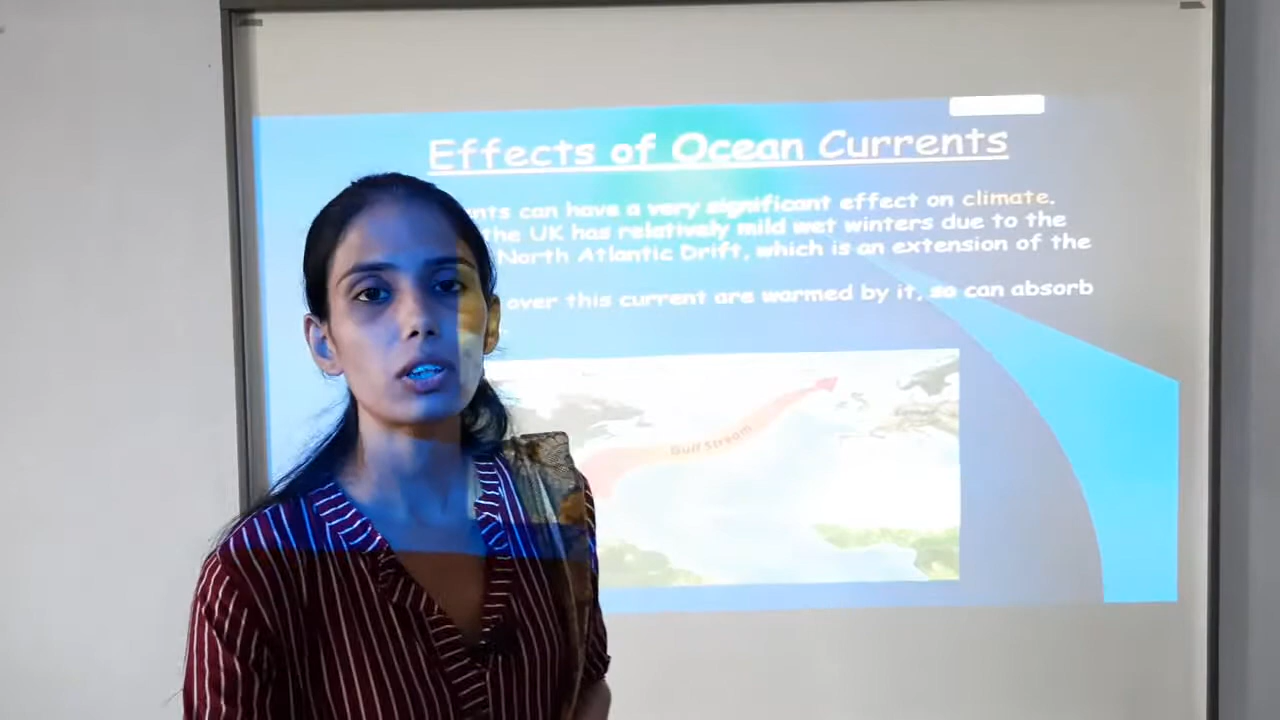 Effects of Ocean Currents
can have a very significant effect on climate.
the UK has relatively mild wet winters due to the
North Atlantic Drift, which is an extension of the
over this current are warmed by it, so can absorb
Gulf Stream